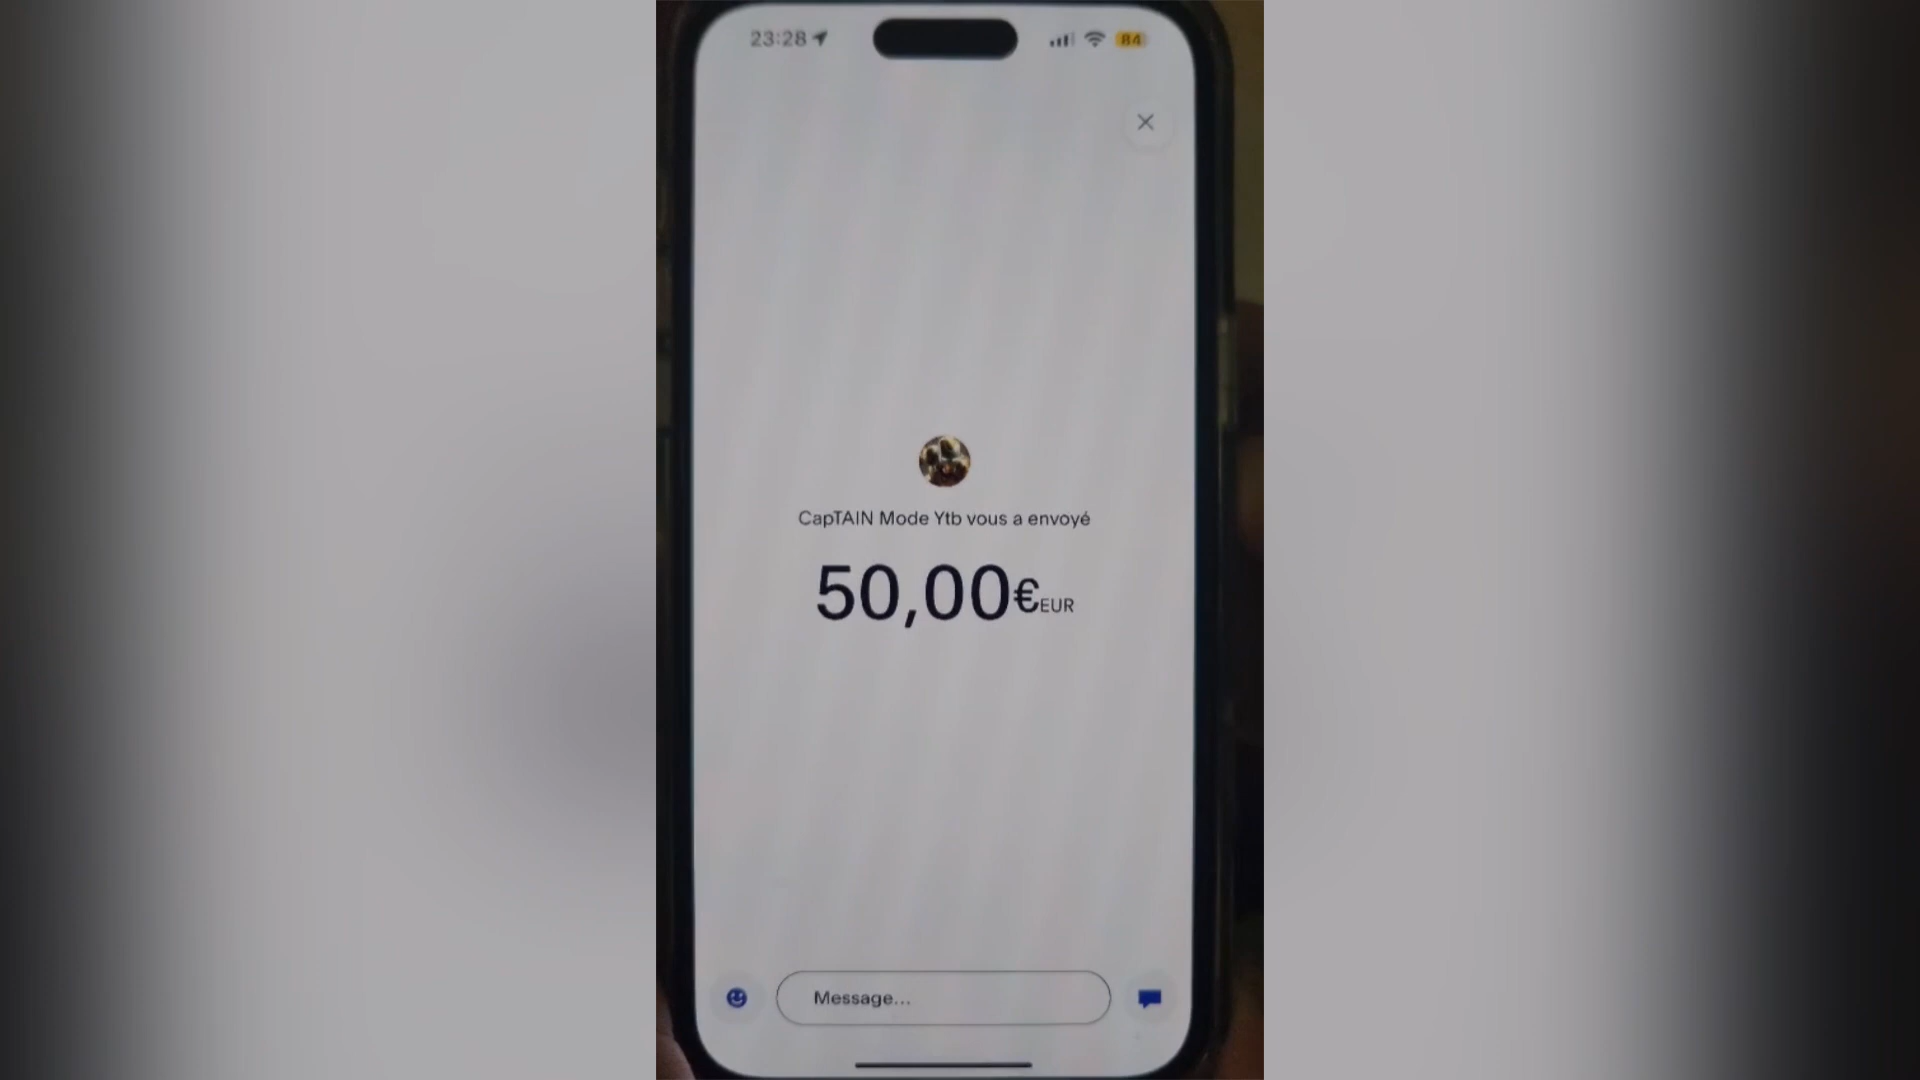 23:28
84
CapTAIN Mode Ytb vous a envoyé
50,00€EUR
Message...